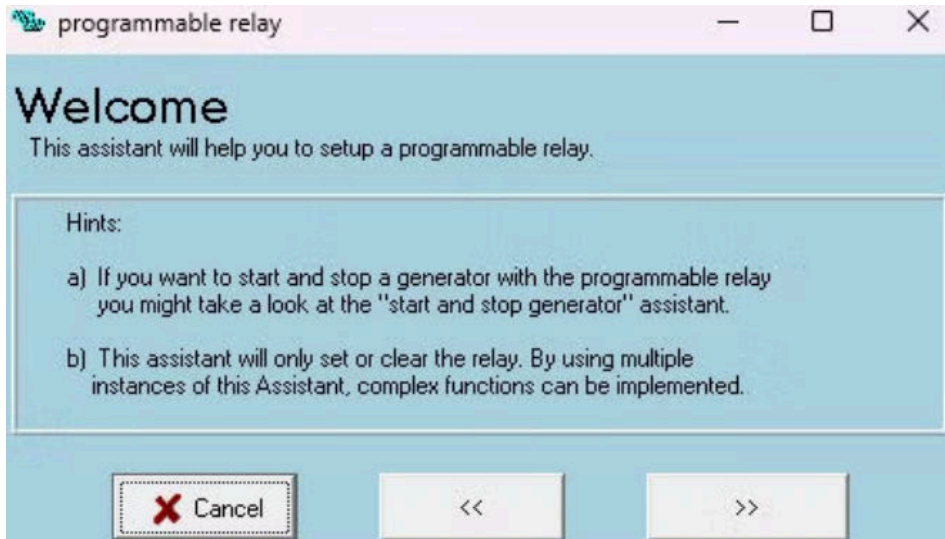 programmable relay
Welcome
This assistant will help you to setup a programmable relay.
Hints:
a) If you want to start and stop a generator with the programmable relay
you might take a look at the "start and stop generator" assistant.
b) This assistant will only set or clear the relay. By using multiple
instances of this Assistant, complex functions can be implemented.
Cancel
<<
>>